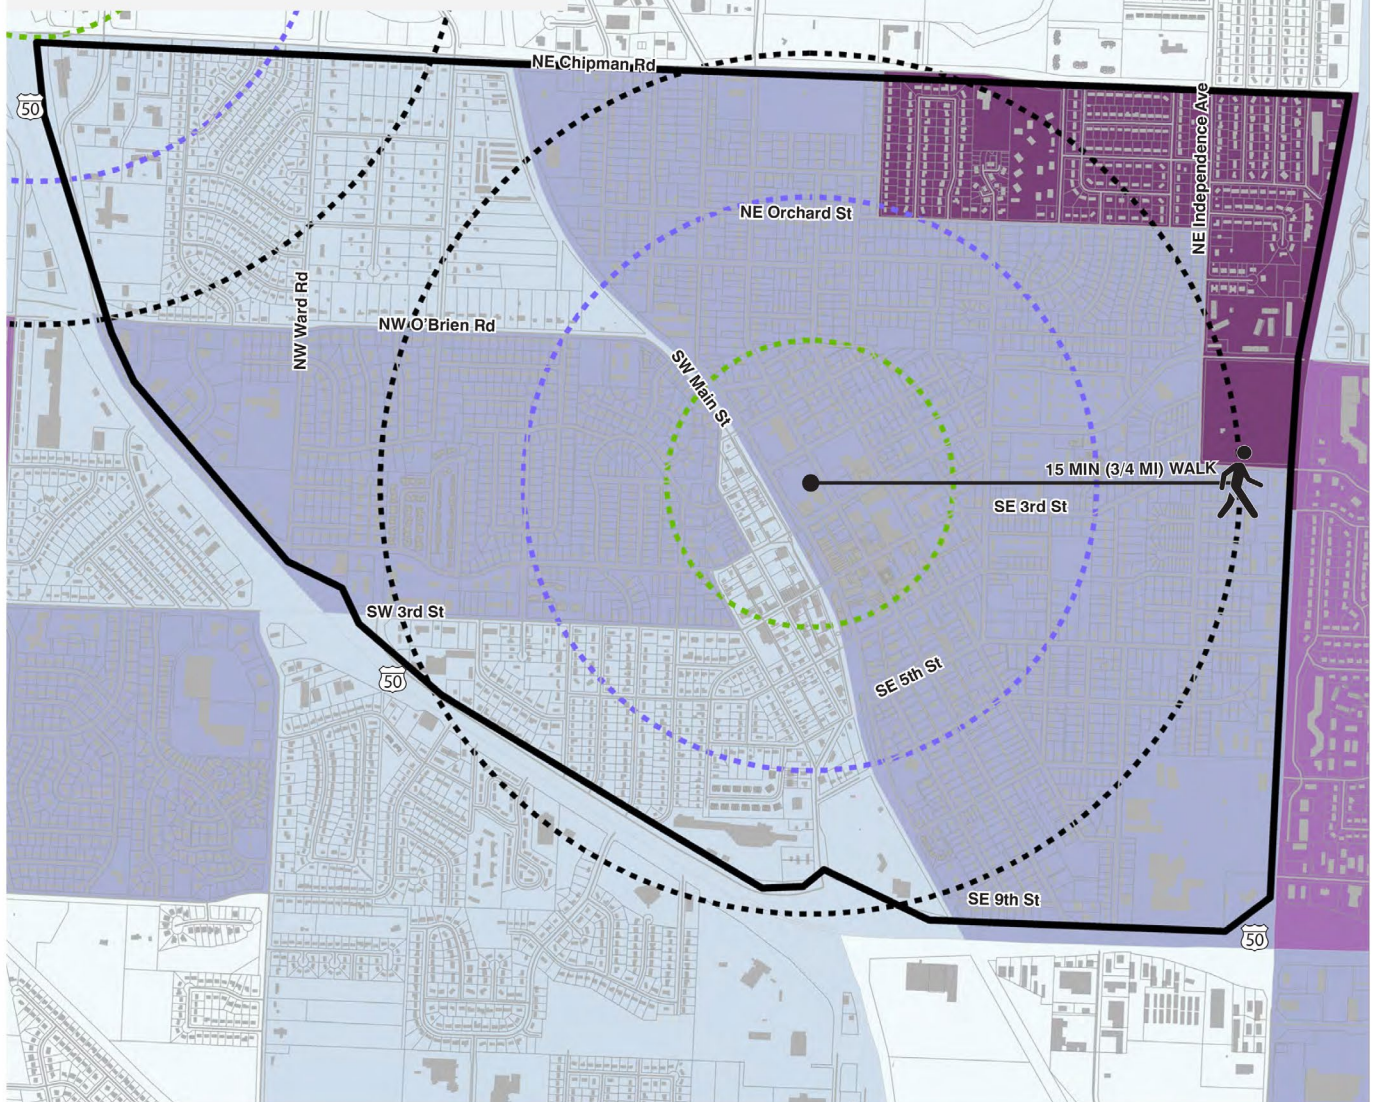 NE Chipman Rd
50
NE Independence Ave
NE Orchard St
NW Ward Rd
NW O'Brien Rd
SW Main St
15 MIN (3/4 MI) WALK
SE 3rd St
SW 3rd St
50
SE 5th St
SE 9th St
50